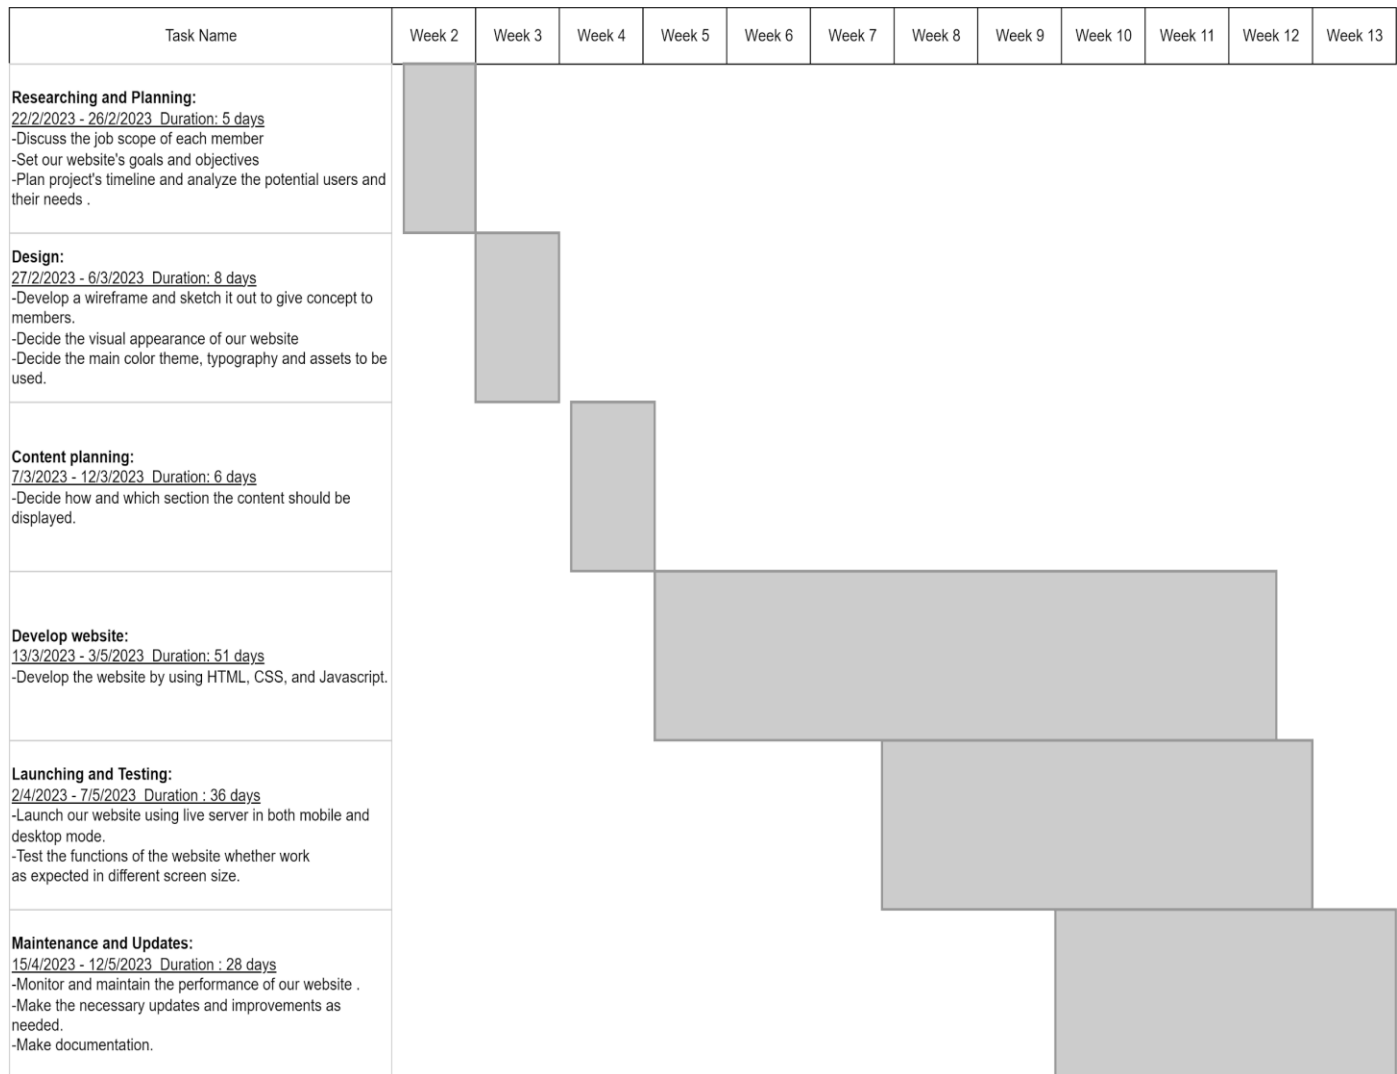 Task Name Week 2 Week 3 Week 4 Week 5 Week 6 Week 7 Week 8 Week 9 Week 10 Week 11 Week 12 Week 13
Researching and Planning:
22/2/2023 - 26/2/2023  Duration: 5 days
-Discuss the job scope of each member
-Set our website's goals and objectives
-Plan project's timeline and analyze the potential users and
their needs .
Design:
27/2/2023 - 6/3/2023  Duration: 8 days
-Develop a wireframe and sketch it out to give concept to
members.
-Decide the visual appearance of our website
-Decide the main color theme, typography and assets to be
used.
Content planning:
7/3/2023 - 12/3/2023  Duration: 6 days
-Decide how and which section the content should be
displayed.
Develop website:
13/3/2023 - 3/5/2023  Duration: 51 days
-Develop the website by using HTML, CSS, and Javascript.
Launching and Testing:
2/4/2023 - 7/5/2023  Duration : 36 days
-Launch our website using live server in both mobile and
desktop mode.
-Test the functions of the website whether work
as expected in different screen size.
Maintenance and Updates:
15/4/2023 - 12/5/2023  Duration : 28 days
-Monitor and maintain the performance of our website .
-Make the necessary updates and improvements as
needed.
-Make documentation.